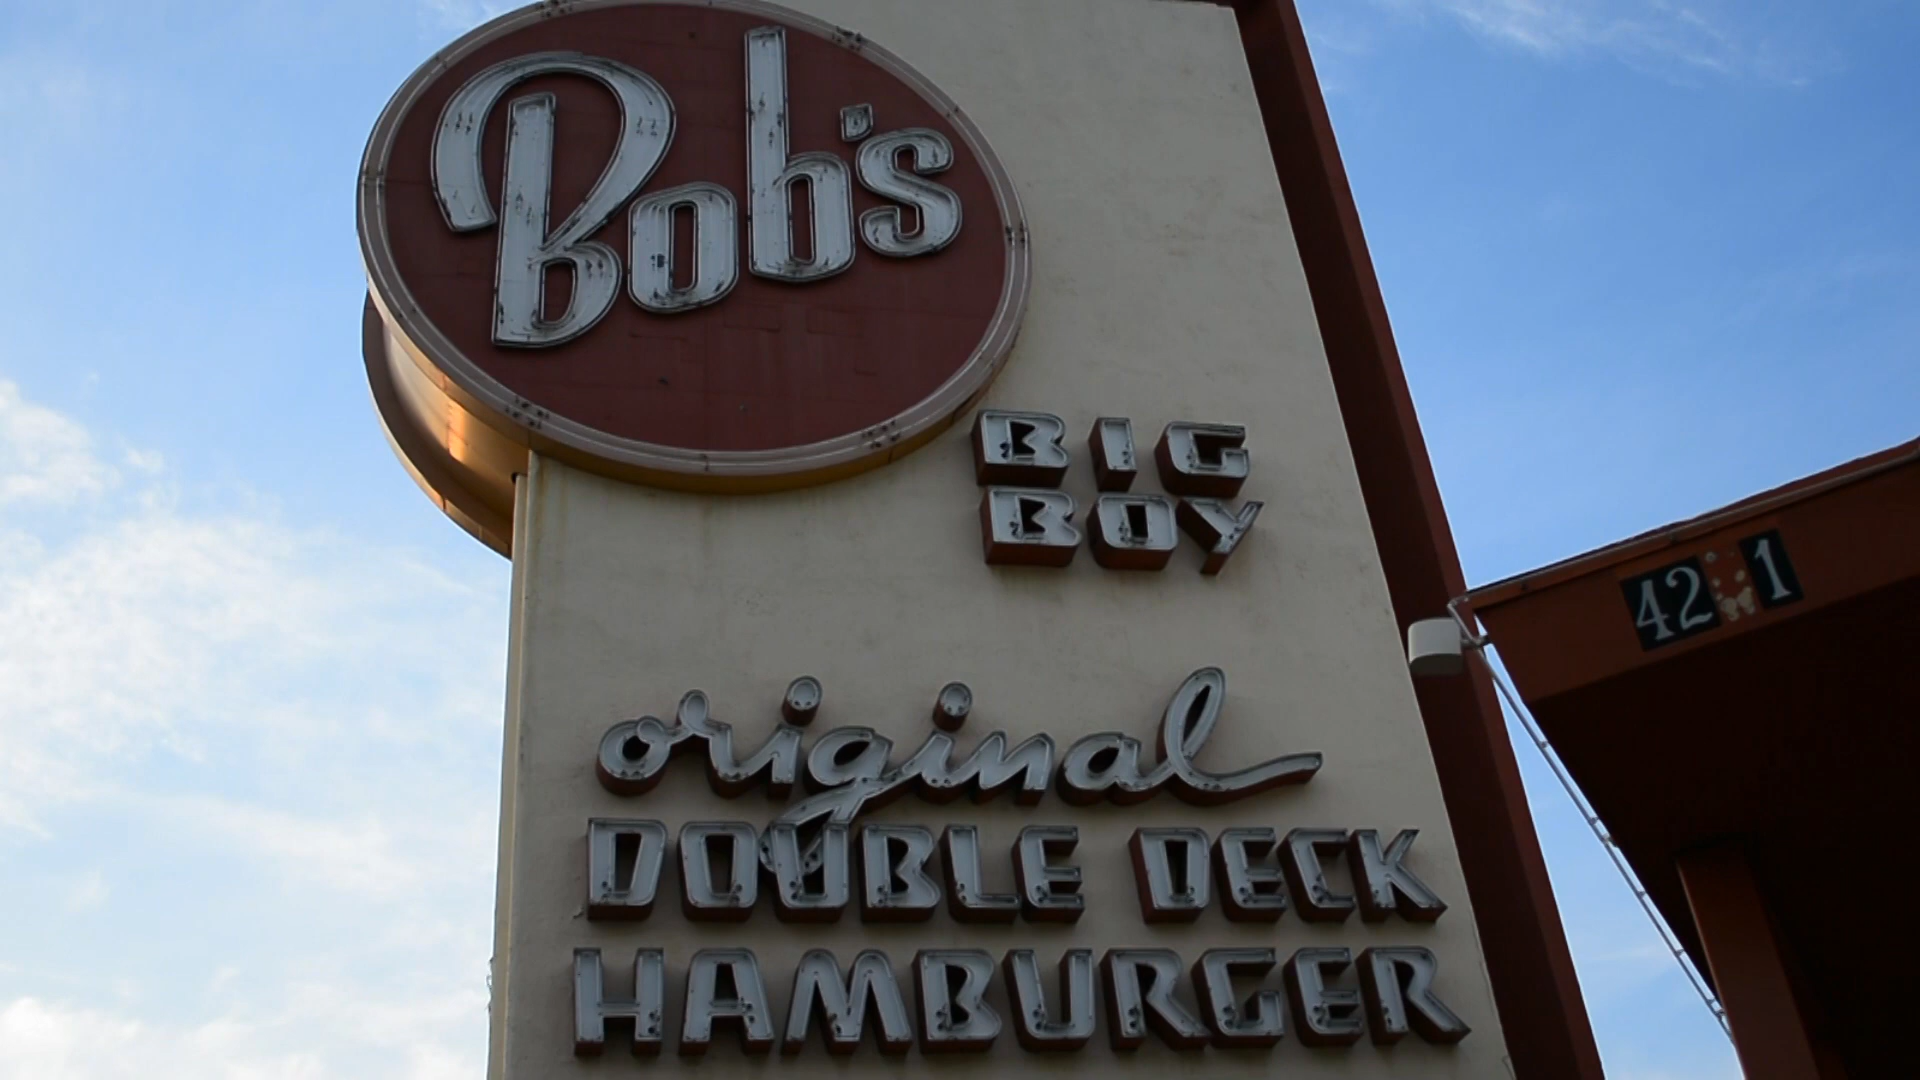 Bob's
BIG
BOY
original
DOUBLE DECK
HAMBURGER
42 1